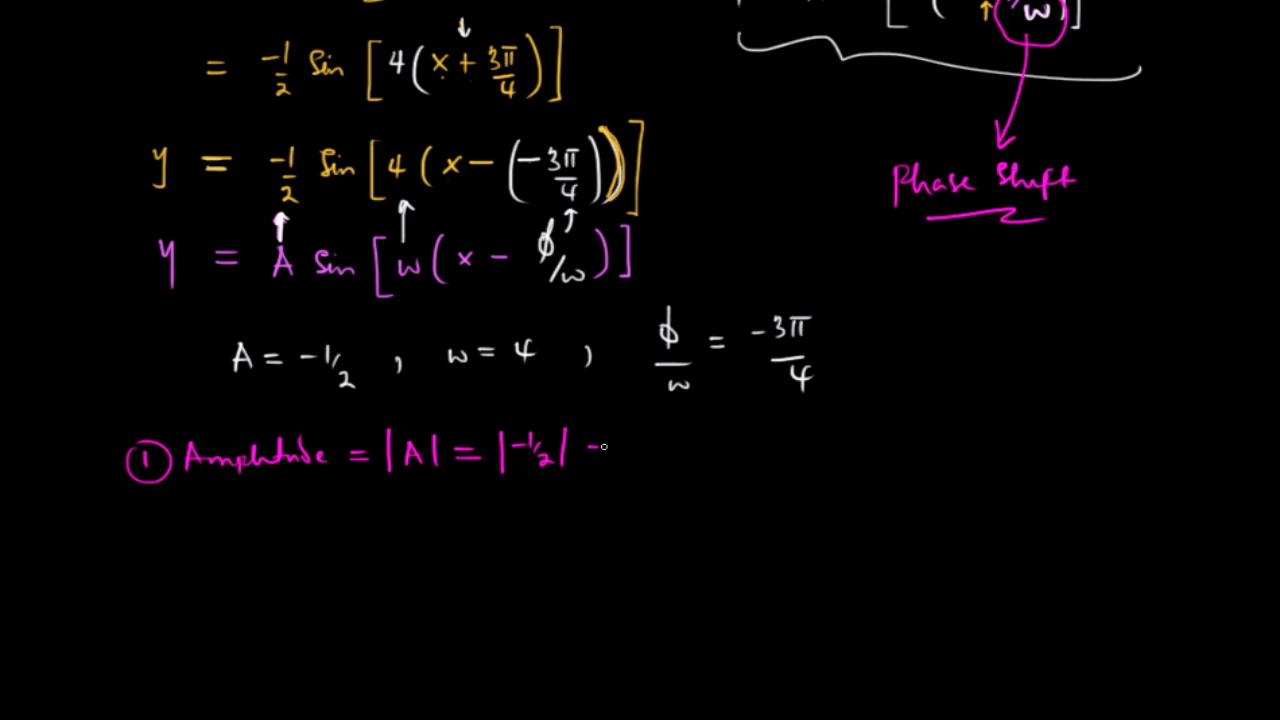 [ ( /w) ]
= -1/2 Sin [4(x + 3π/4)]
y = -1/2 Sin [4(x - (-3π/4))]
Phase Shift
y = A Sin [w(x - ϕ/w)]
A = -1/2 , w = 4 , ϕ/w = -3π/4
① Amplitude = |A| = |-1/2| -